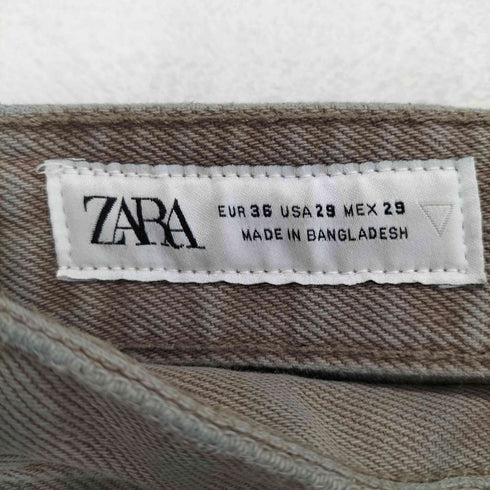 ZARA
EUR 36 USA 29 MEX 29
MADE IN BANGLADESH